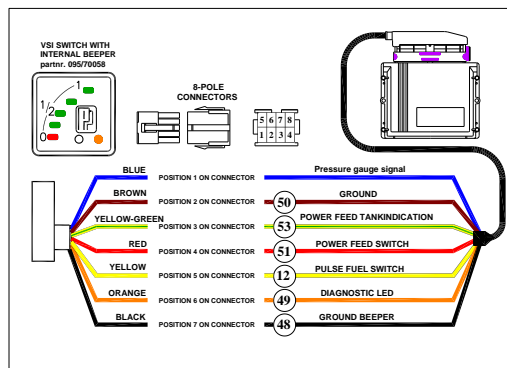 VSI SWITCH WITH
INTERNAL BEEPER
partnr. 095/70058
1
1/2
0
8-POLE
CONNECTORS
5 6 7 8
1 2 3 4
BLUE
POSITION 1 ON CONNECTOR
Pressure gauge signal
BROWN
POSITION 2 ON CONNECTOR
50
GROUND
YELLOW-GREEN
POSITION 3 ON CONNECTOR
53
POWER FEED TANKINDICATION
RED
POSITION 4 ON CONNECTOR
51
POWER FEED SWITCH
YELLOW
POSITION 5 ON CONNECTOR
12
PULSE FUEL SWITCH
ORANGE
POSITION 6 ON CONNECTOR
49
DIAGNOSTIC LED
BLACK
POSITION 7 ON CONNECTOR
48
GROUND BEEPER